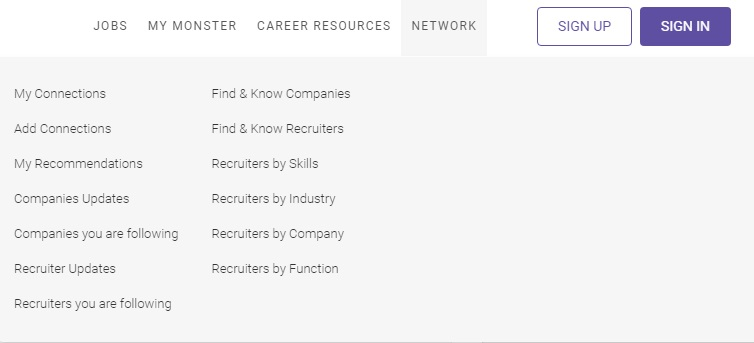 JOBS MY MONSTER CAREER RESOURCES NETWORK SIGN UP SIGN IN
My Connections
Add Connections
My Recommendations
Companies Updates
Companies you are following
Recruiter Updates
Recruiters you are following
Find & Know Companies
Find & Know Recruiters
Recruiters by Skills
Recruiters by Industry
Recruiters by Company
Recruiters by Function